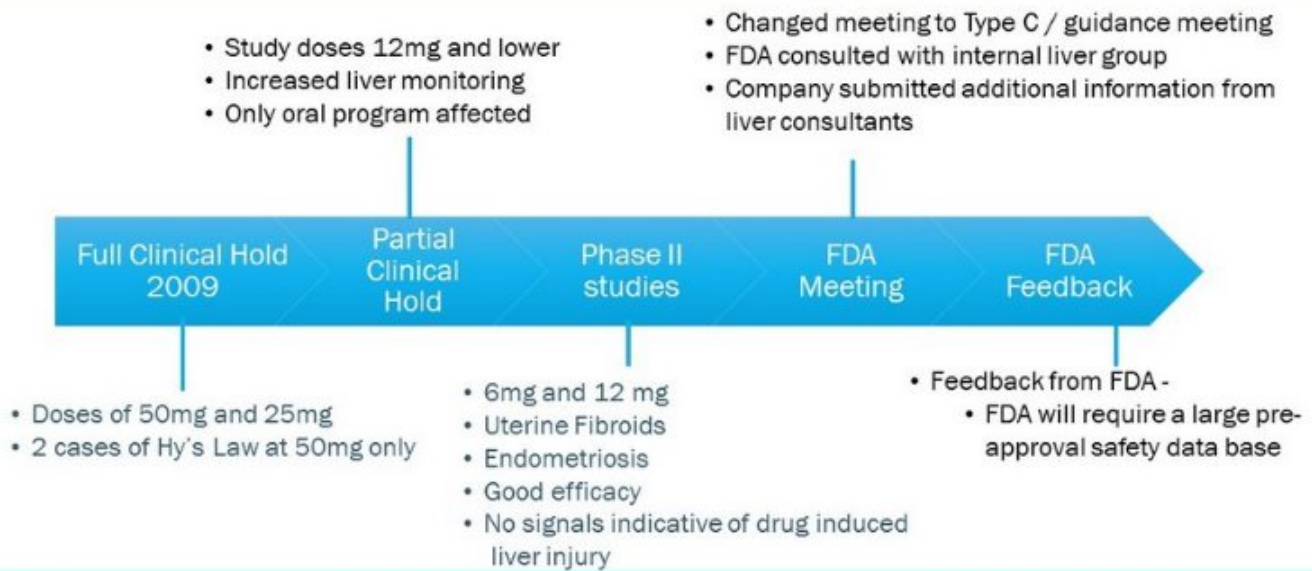 • Study doses 12mg and lower
• Increased liver monitoring
• Only oral program affected
• Changed meeting to Type C / guidance meeting
• FDA consulted with internal liver group
• Company submitted additional information from
liver consultants
Full Clinical Hold
2009
Partial
Clinical
Hold
Phase II
studies
FDA
Meeting
FDA
Feedback
• Doses of 50mg and 25mg
• 2 cases of Hy's Law at 50mg only
• 6mg and 12 mg
• Uterine Fibroids
• Endometriosis
• Good efficacy
• No signals indicative of drug induced
liver injury
• Feedback from FDA -
• FDA will require a large pre-
approval safety data base